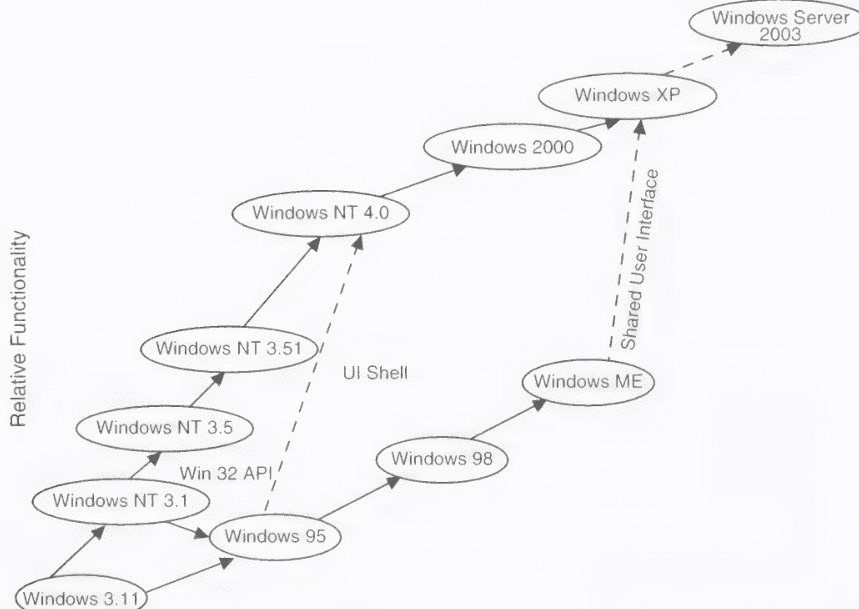 Windows Server
2003
Windows XP
Windows 2000
Shared User Interface
Windows NT 4.0
Relative Functionality
Windows NT 3.51
UI Shell
Windows ME
Windows NT 3.5
Win 32 API
Windows 98
Windows NT 3.1
Windows 95
Windows 3.11